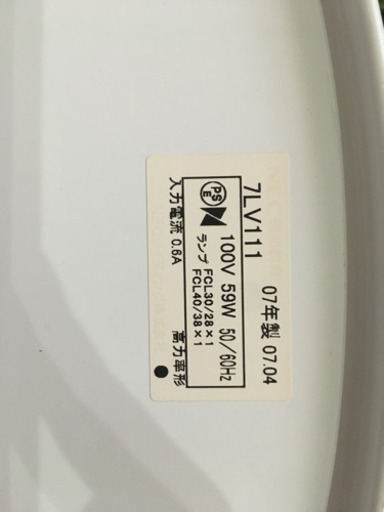 7LV111 07年製 07.04
PSE 100V 59W 50/60Hz
ランプ FCL30/28×1
FCL40/38×1
入力電流 0.6A 高力率形